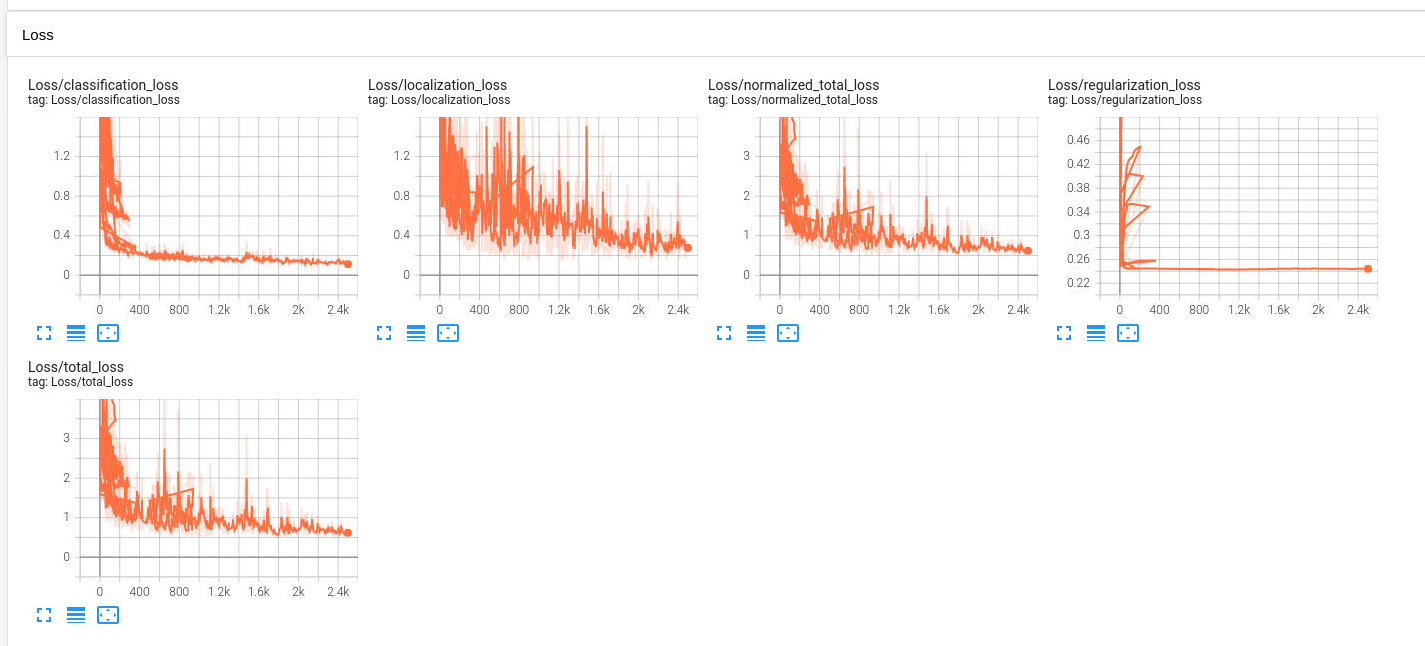 Loss
Loss/classification_loss
tag: Loss/classification_loss
1.2
0.8
0.4
0
0 400 800 1.2k 1.6k 2k 2.4k
Loss/localization_loss
tag: Loss/localization_loss
1.2
0.8
0.4
0
0 400 800 1.2k 1.6k 2k 2.4k
Loss/normalized_total_loss
tag: Loss/normalized_total_loss
3
2
1
0
0 400 800 1.2k 1.6k 2k 2.4k
Loss/regularization_loss
tag: Loss/regularization_loss
0.46
0.42
0.38
0.34
0.3
0.26
0.22
0 400 800 1.2k 1.6k 2k 2.4k
Loss/total_loss
tag: Loss/total_loss
3
2
1
0
0 400 800 1.2k 1.6k 2k 2.4k